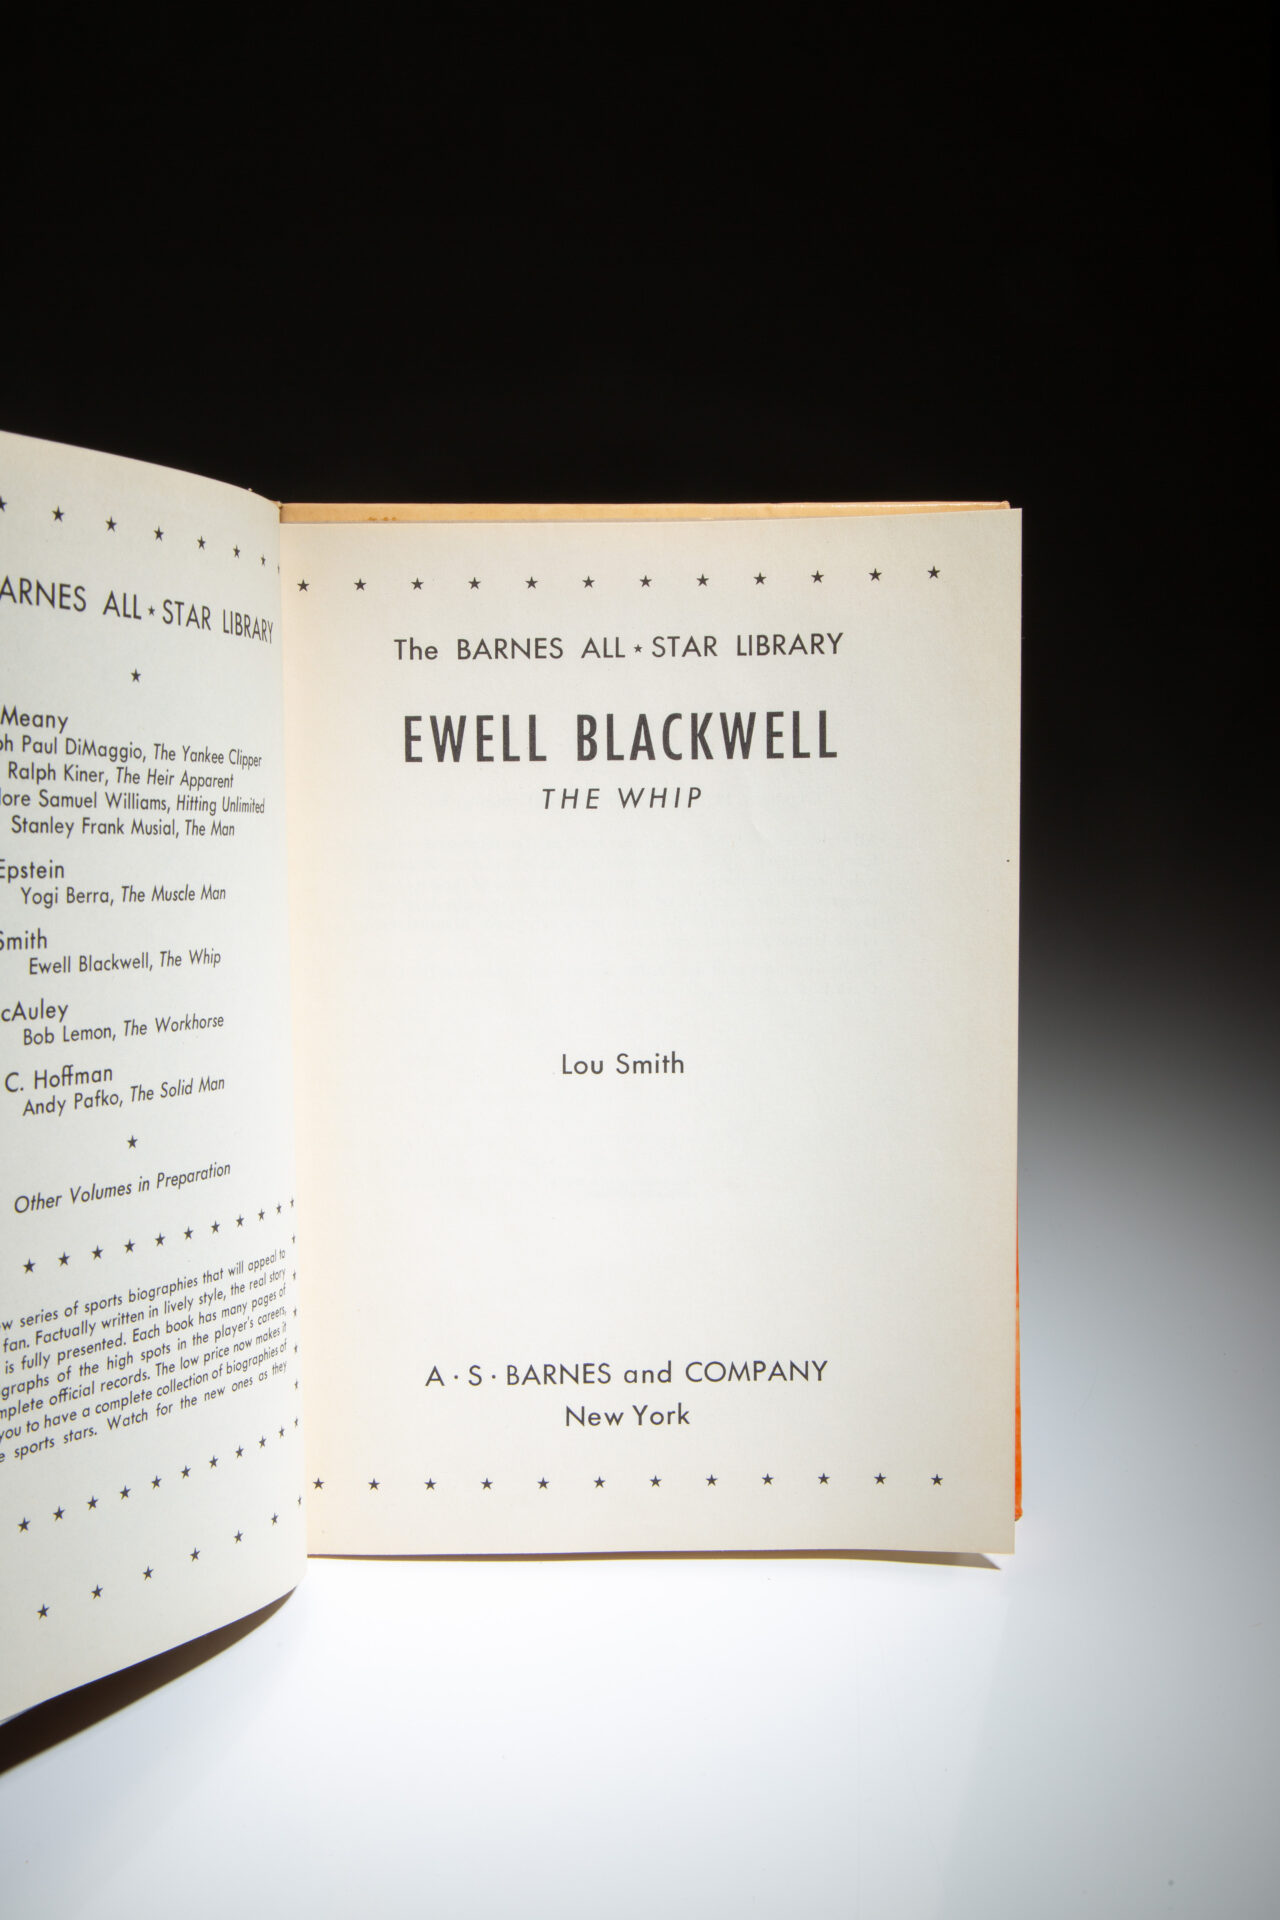 ARNES ALL ★ STAR LIBRARY
★
Meany
ph Paul DiMaggio, The Yankee Clipper
Ralph Kiner, The Heir Apparent
dore Samuel Williams, Hitting Unlimited
Stanley Frank Musial, The Man
Epstein
Yogi Berra, The Muscle Man
Smith
Ewell Blackwell, The Whip
cAuley
Bob Lemon, The Workhorse
C. Hoffman
Andy Pafko, The Solid Man
★
Other Volumes in Preparation
w series of sports biographies that will appeal to
fan. Factually written in lively style, the real story
is fully presented. Each book has many pages of
graphs of the high spots in the player's careers,
mplete official records. The low price now makes it
you to have a complete collection of biographies of
e sports stars. Watch for the new ones as they
The BARNES ALL ★ STAR LIBRARY
EWELL BLACKWELL
THE WHIP
Lou Smith
A · S · BARNES and COMPANY
New York